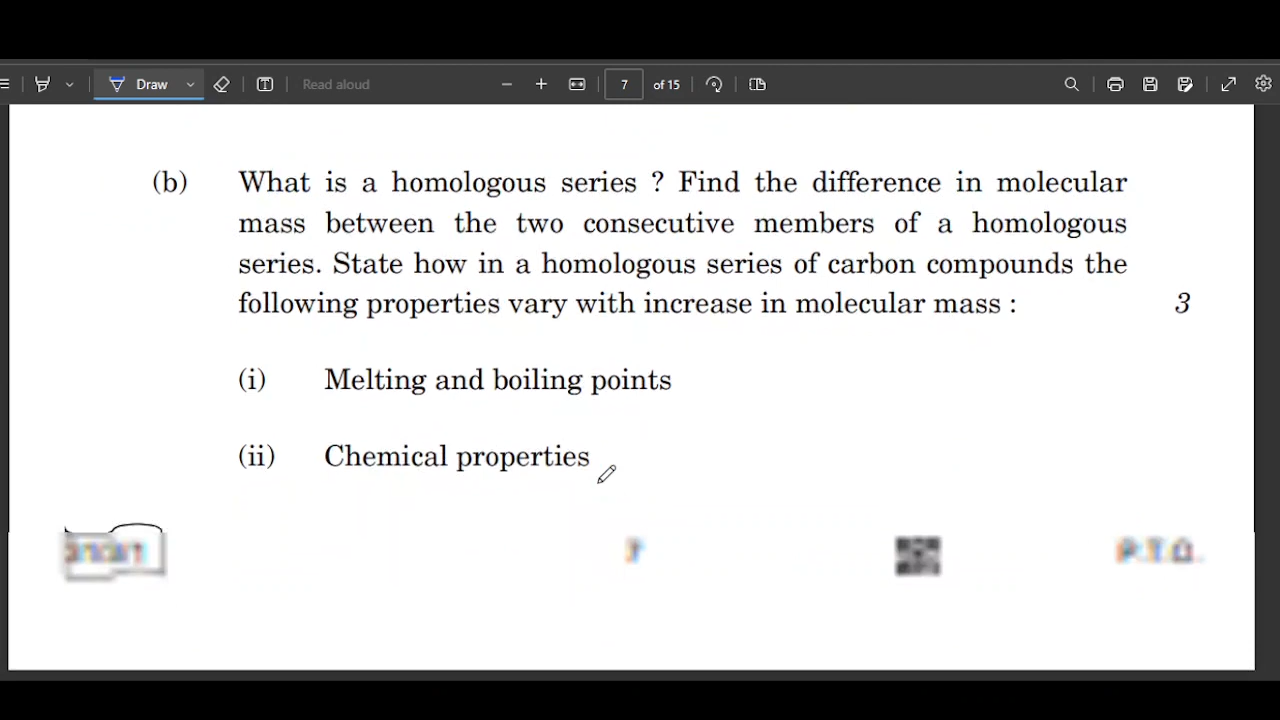 Draw
Read aloud
7 of 15
(b) What is a homologous series ? Find the difference in molecular
mass between the two consecutive members of a homologous
series. State how in a homologous series of carbon compounds the
following properties vary with increase in molecular mass : 3
(i) Melting and boiling points
(ii) Chemical properties
7 P.T.O.